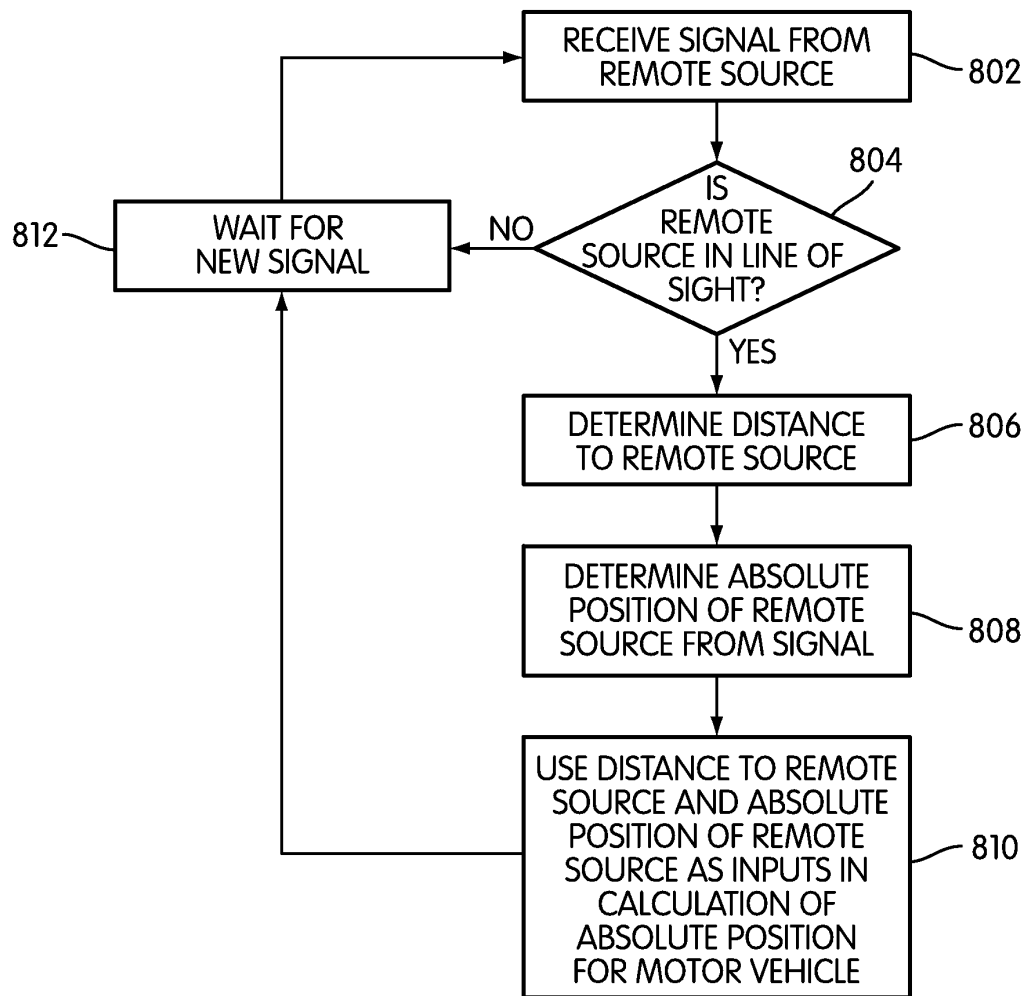 RECEIVE SIGNAL FROM
REMOTE SOURCE
802
804
IS
REMOTE
SOURCE IN LINE OF
SIGHT?
NO
812
WAIT FOR
NEW SIGNAL
YES
DETERMINE DISTANCE
TO REMOTE SOURCE
806
DETERMINE ABSOLUTE
POSITION OF REMOTE
SOURCE FROM SIGNAL
808
USE DISTANCE TO REMOTE
SOURCE AND ABSOLUTE
POSITION OF REMOTE
SOURCE AS INPUTS IN
CALCULATION OF
ABSOLUTE POSITION
FOR MOTOR VEHICLE
810